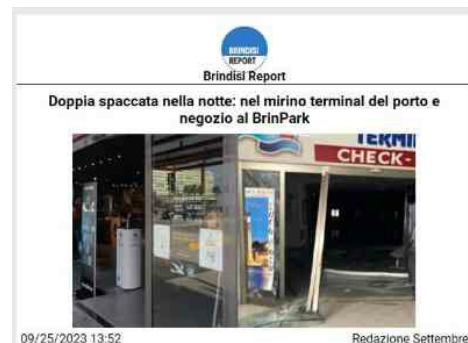 BRINDISI
REPORT
Brindisi Report
Doppia spaccata nella notte: nel mirino terminal del porto e
negozio al BrinPark
TERMI
CHECK-
09/25/2023 13:52
Redazione Settembre